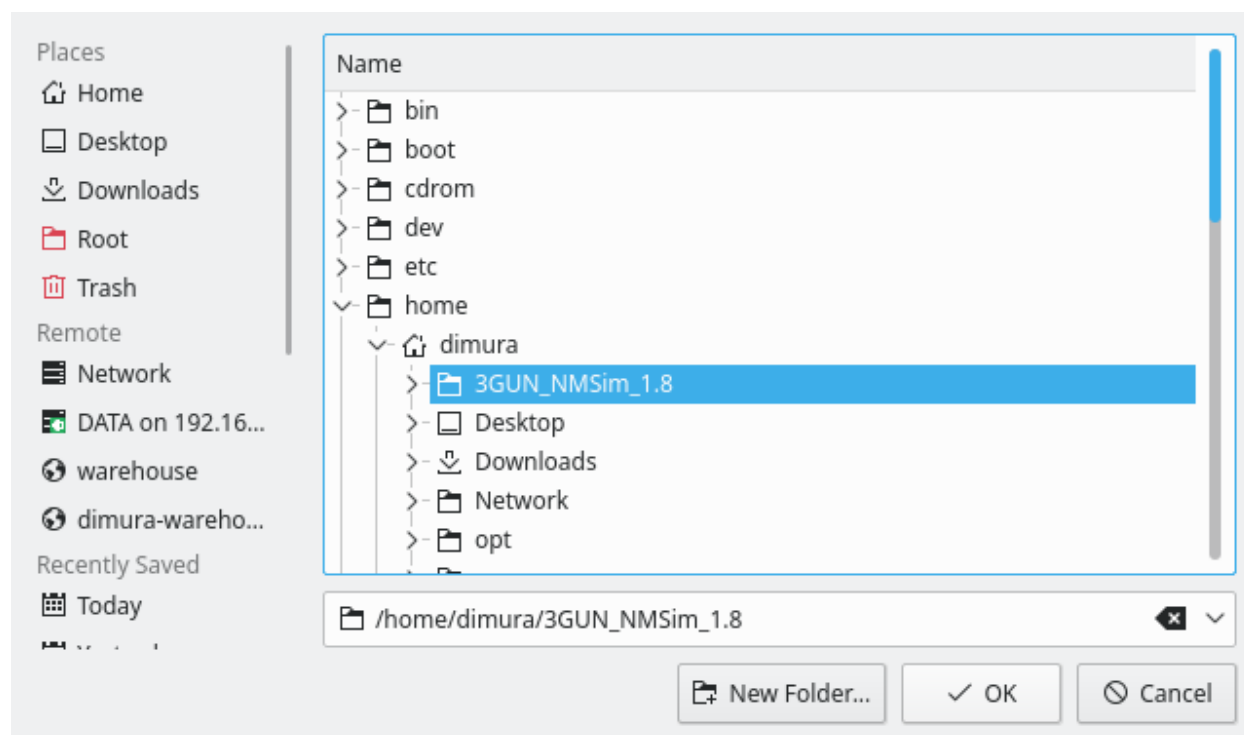 Places
Home
Desktop
Downloads
Root
Trash
Remote
Network
DATA on 192.16...
warehouse
dimura-wareho...
Recently Saved
Today
Name
bin
boot
cdrom
dev
etc
home
dimura
3GUN_NMSim_1.8
Desktop
Downloads
Network
opt
/home/dimura/3GUN_NMSim_1.8
New Folder...
OK
Cancel